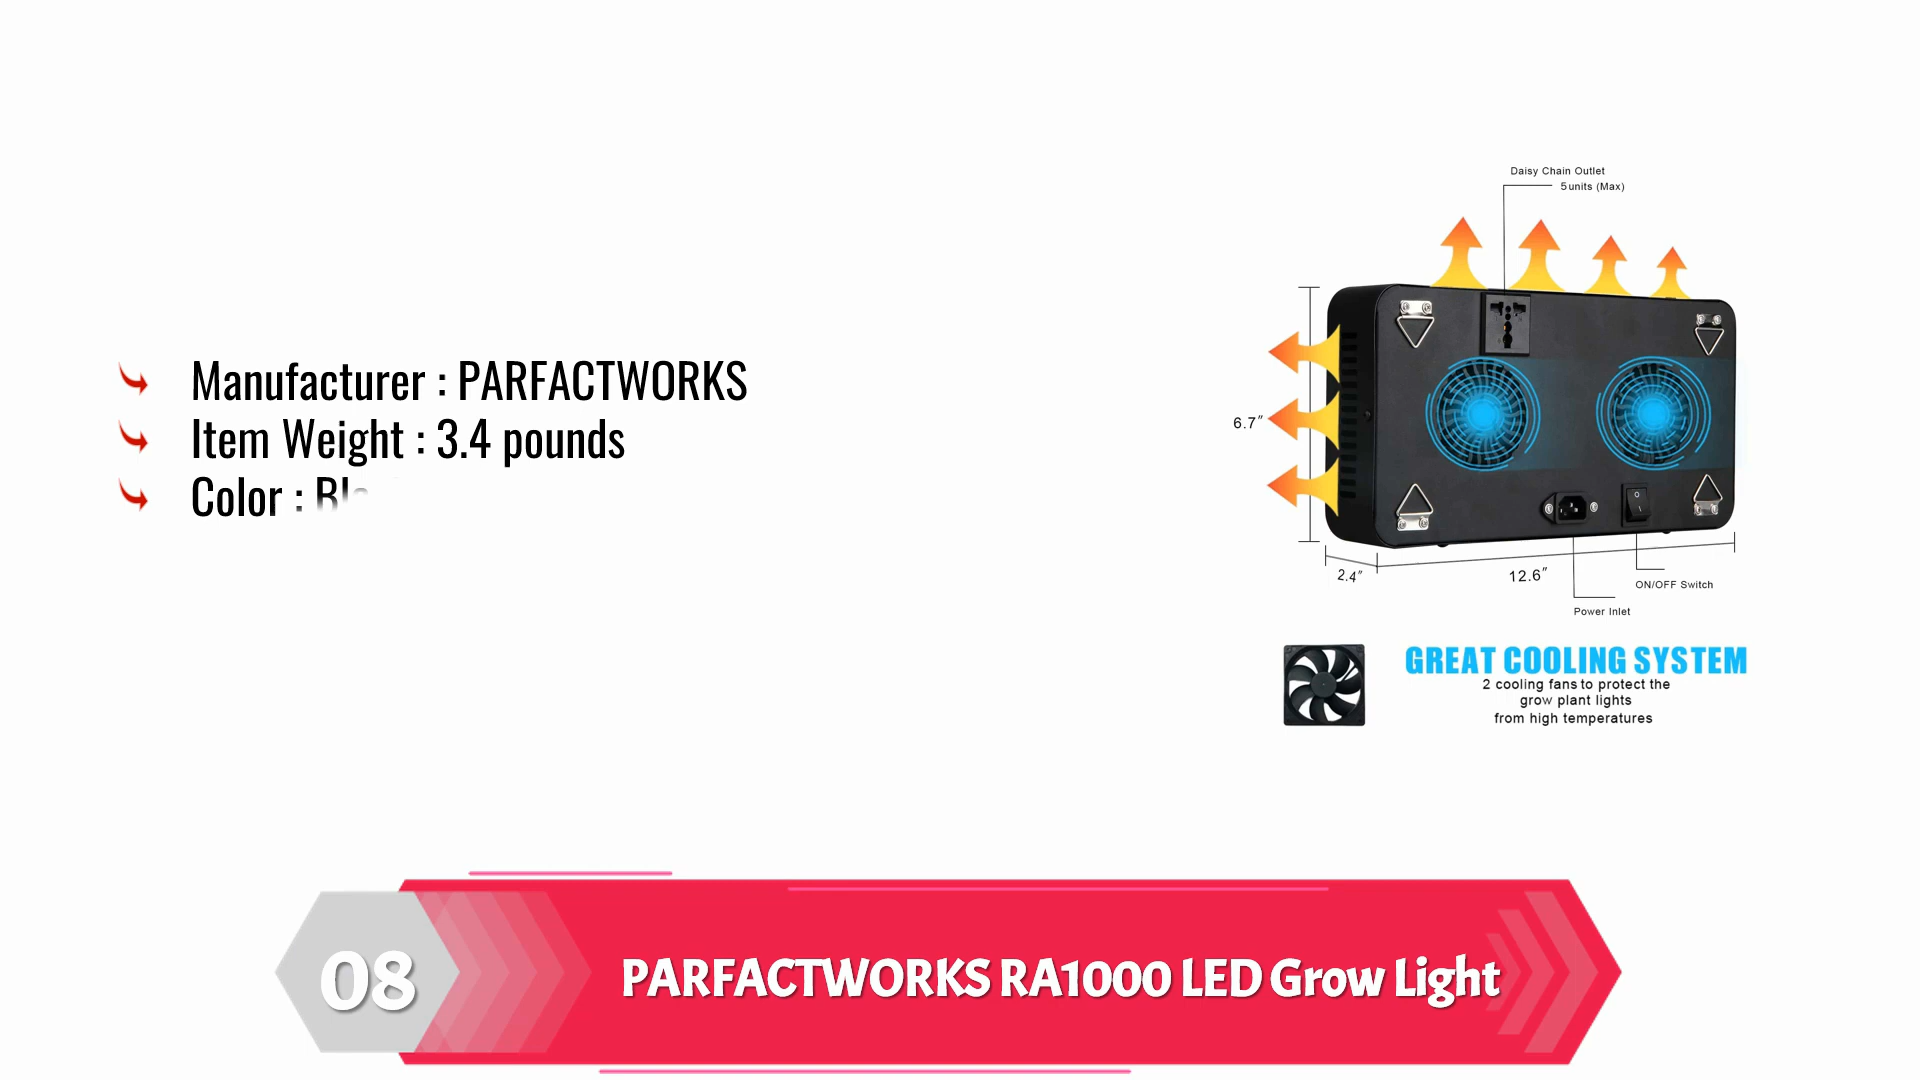 Daisy Chain Outlet
5 units (Max)
Manufacturer : PARFACTWORKS
Item Weight : 3.4 pounds
Color :
6.7”
2.4”
12.6”
ON/OFF Switch
Power Inlet
GREAT COOLING SYSTEM
2 cooling fans to protect the
grow plant lights
from high temperatures
08
PARFACTWORKS RA1000 LED Grow Light